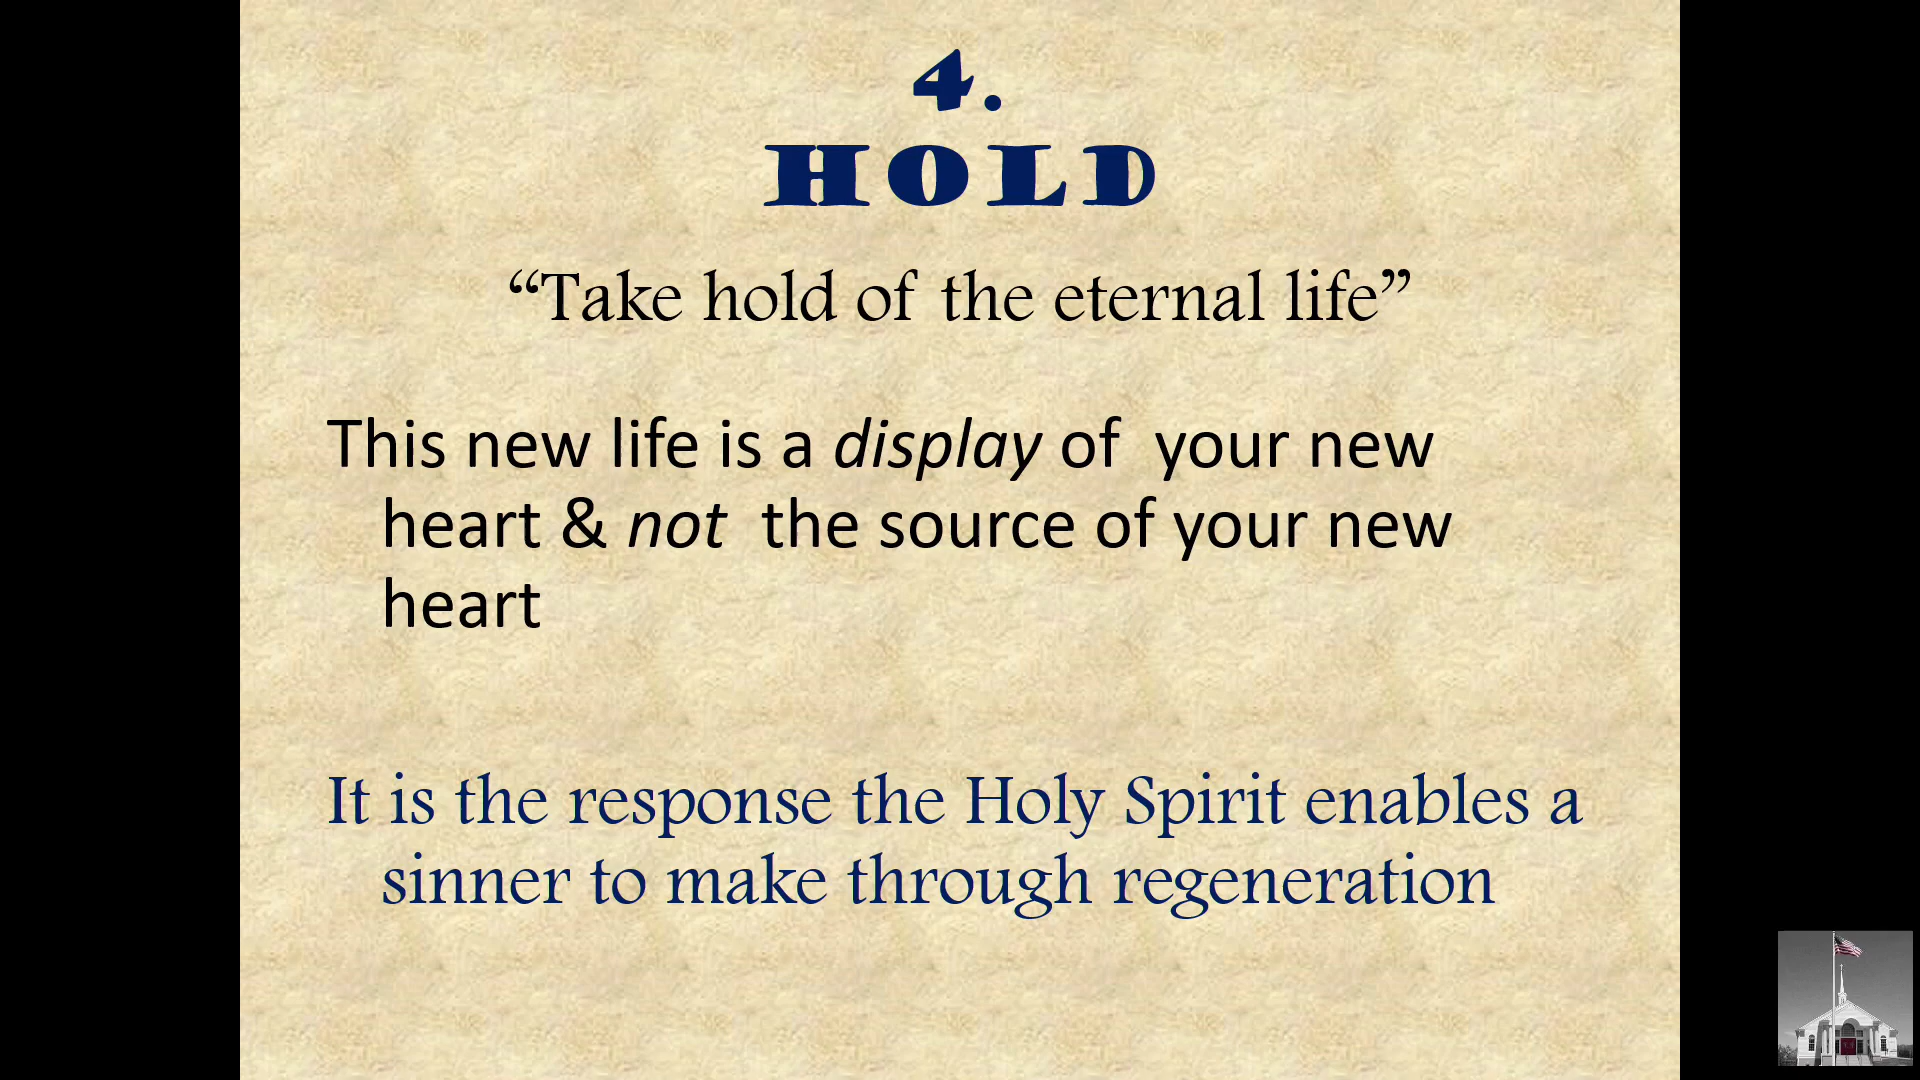 4.
HOLD
“Take hold of the eternal life”
This new life is a display of your new
heart & not the source of your new
heart
It is the response the Holy Spirit enables a
sinner to make through regeneration